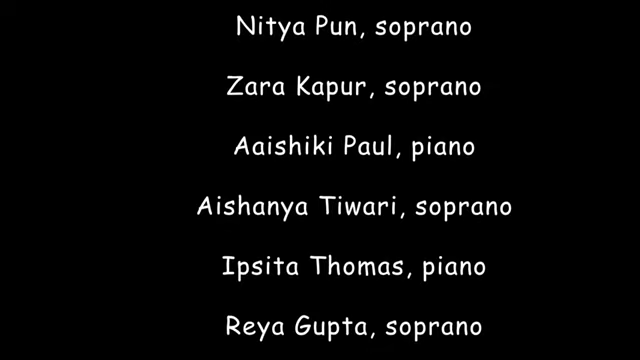 Nitya Pun, soprano
Zara Kapur, soprano
Aaishiki Paul, piano
Aishanya Tiwari, soprano
Ipsita Thomas, piano
Reya Gupta, soprano